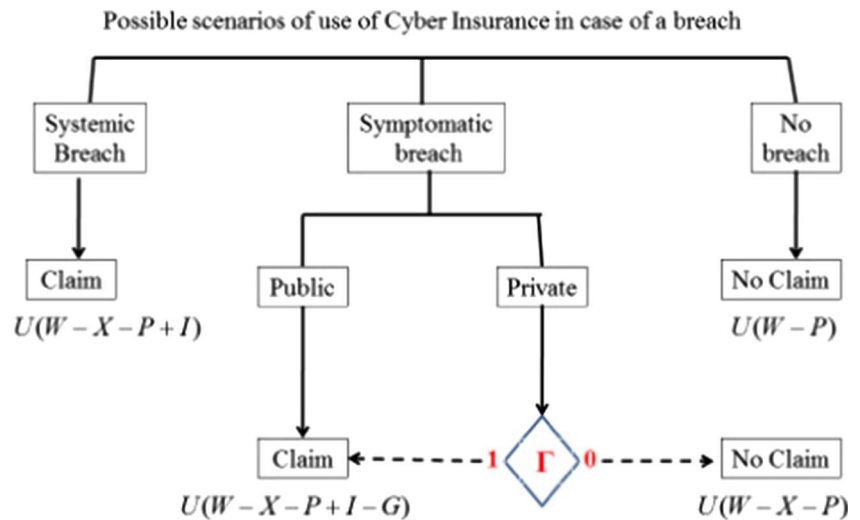 Possible scenarios of use of Cyber Insurance in case of a breach
Systemic
Breach
Symptomatic
breach
No
breach
Claim
Public
Private
No Claim
U(W – X – P + I)
U(W – P)
Claim
1
Γ
0
No Claim
U(W – X – P + I – G)
U(W – X – P)